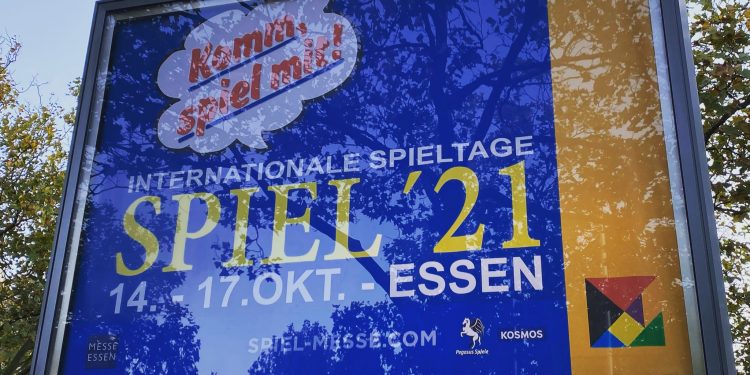 Komm,
spiel mit!
INTERNATIONALE SPIELTAGE
SPIEL ´21
14. - 17.OKT. - ESSEN
SPIEL-MESSE.COM
MESSE
ESSEN
Pegasus Spiele
KOSMOS